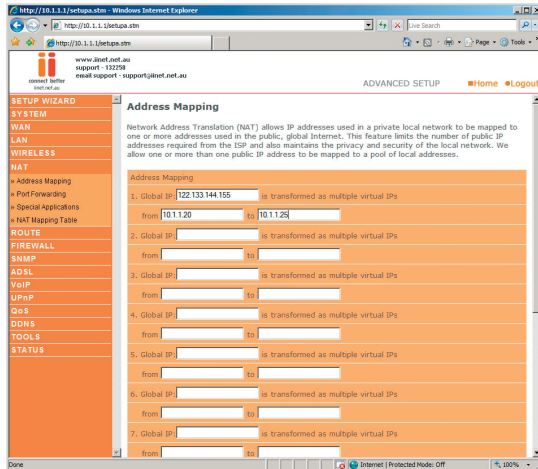 http://10.1.1.1/setupa.stm - Windows Internet Explorer
http://10.1.1.1/setupa.stm
Live Search
http://10.1.1.1/setupa.stm
Page
Tools
www.iinet.net.au
support - 132258
email support - support@iinet.net.au
connect better
iinet.net.au
ADVANCED SETUP
Home
Logout
SETUP WIZARD
SYSTEM
WAN
LAN
WIRELESS
NAT
» Address Mapping
» Port Forwarding
» Special Applications
» NAT Mapping Table
ROUTE
FIREWALL
SNMP
ADSL
VoIP
UPnP
QoS
DDNS
TOOLS
STATUS
Address Mapping
Network Address Translation (NAT) allows IP addresses used in a private local network to be mapped to
one or more addresses used in the public, global Internet. This feature limits the number of public IP
addresses required from the ISP and also maintains the privacy and security of the local network. We
allow one or more than one public IP address to be mapped to a pool of local addresses.
Address Mapping
1. Global IP: 122.133.144.155 is transformed as multiple virtual IPs
from 10.1.1.20 to 10.1.1.25
2. Global IP: is transformed as multiple virtual IPs
from to
3. Global IP: is transformed as multiple virtual IPs
from to
4. Global IP: is transformed as multiple virtual IPs
from to
5. Global IP: is transformed as multiple virtual IPs
from to
6. Global IP: is transformed as multiple virtual IPs
from to
7. Global IP: is transformed as multiple virtual IPs
from to
Done
Internet | Protected Mode: Off
100%